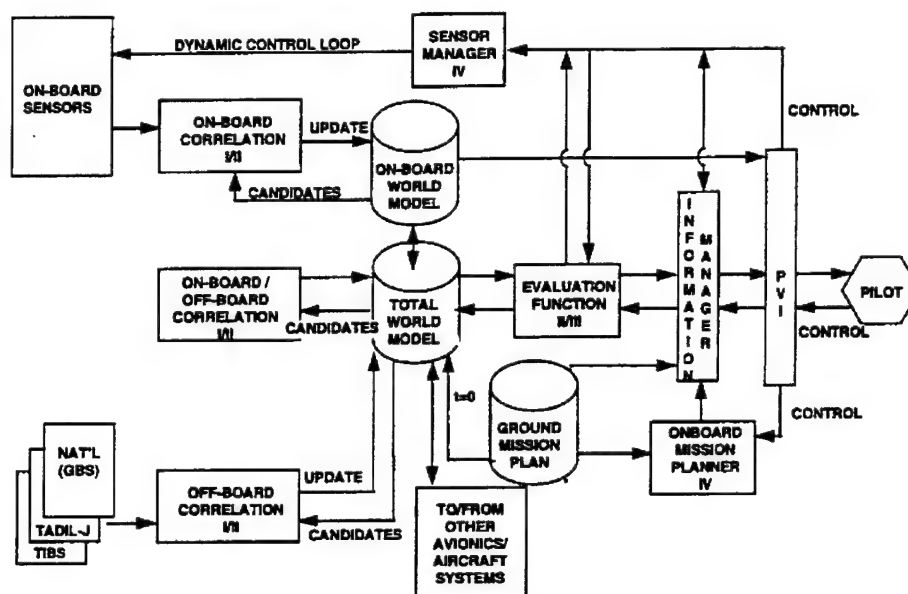 DYNAMIC CONTROL LOOP
SENSOR
MANAGER
IV
ON-BOARD
SENSORS
CONTROL
ON-BOARD
CORRELATION
I/II
UPDATE
CANDIDATES
ON-BOARD
WORLD
MODEL
INFORMATION
MANAGER
PVI
PILOT
CONTROL
ON-BOARD /
OFF-BOARD
CORRELATION
I/II
CANDIDATES
TOTAL
WORLD
MODEL
EVALUATION
FUNCTION
II/III
t=0
GROUND
MISSION
PLAN
CONTROL
ONBOARD
MISSION
PLANNER
IV
NAT'L
(GBS)
TADIL-J
TIBS
OFF-BOARD
CORRELATION
I/II
UPDATE
CANDIDATES
TO/FROM
OTHER
AVIONICS/
AIRCRAFT
SYSTEMS